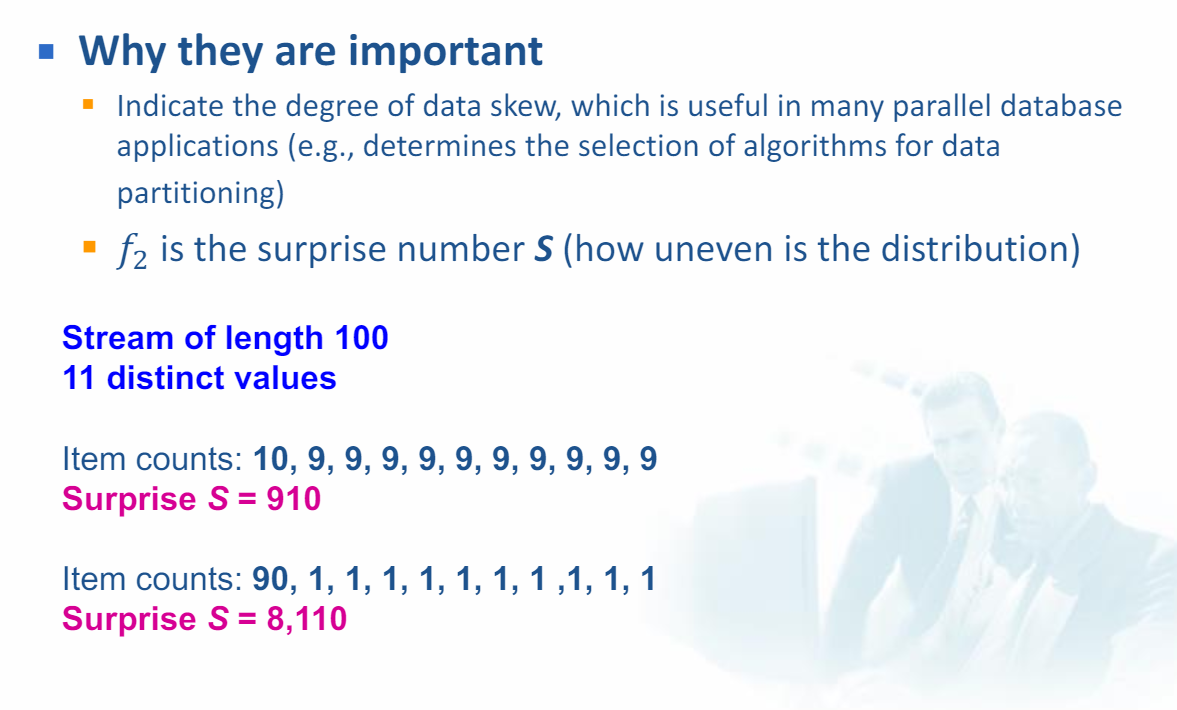 Why they are important
Indicate the degree of data skew, which is useful in many parallel database
applications (e.g., determines the selection of algorithms for data
partitioning)
f₂ is the surprise number S (how uneven is the distribution)
Stream of length 100
11 distinct values
Item counts: 10, 9, 9, 9, 9, 9, 9, 9, 9, 9, 9
Surprise S = 910
Item counts: 90, 1, 1, 1, 1, 1, 1, 1 ,1, 1, 1
Surprise S = 8,110